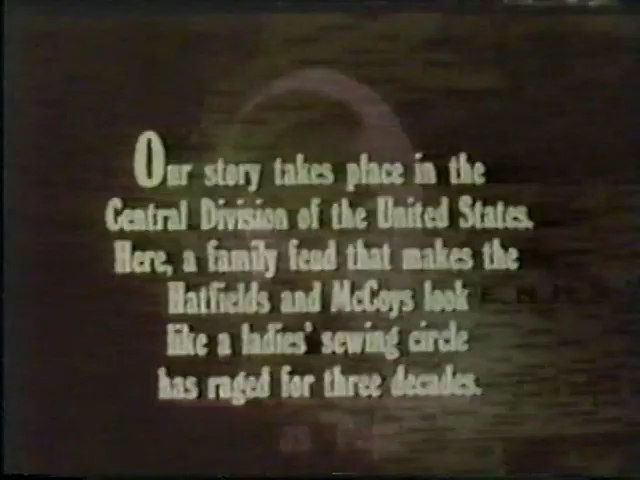 Our story takes place in the
Central Division of the United States.
Here, a family feud that makes the
Hatfields and McCoys look
like a ladies' sewing circle
has raged for three decades.